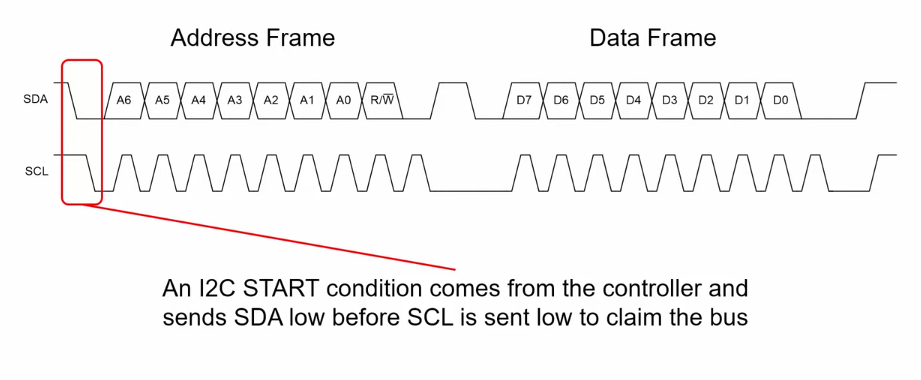 Address Frame
Data Frame
SDA
A6 A5 A4 A3 A2 A1 A0 R/W̅
D7 D6 D5 D4 D3 D2 D1 D0
SCL
An I2C START condition comes from the controller and
sends SDA low before SCL is sent low to claim the bus